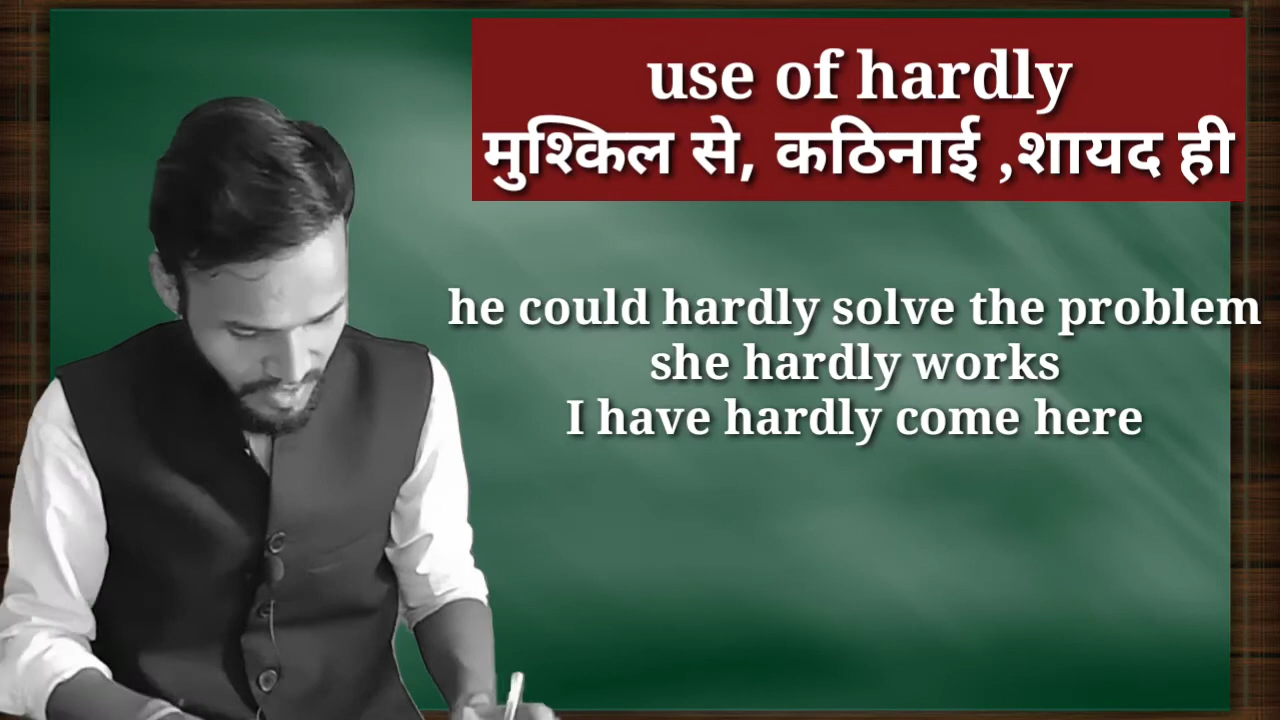 use of hardly
मुश्किल से, कठिनाई ,शायद ही
he could hardly solve the problem
she hardly works
I have hardly come here